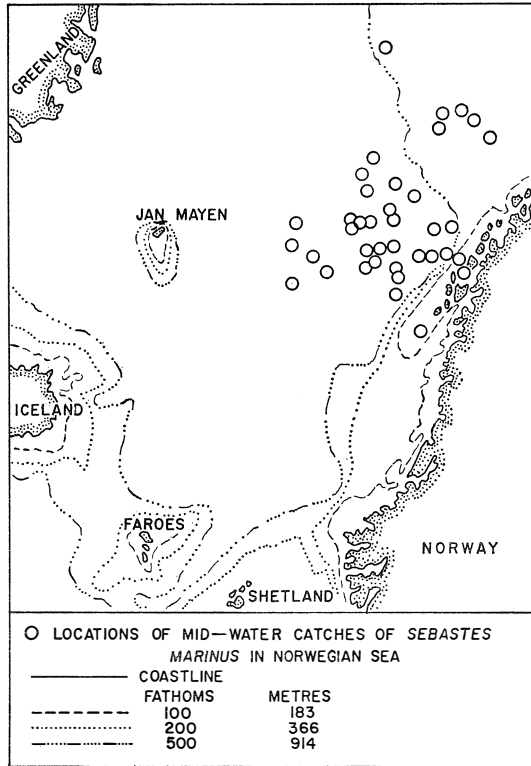 GREENLAND
JAN MAYEN
ICELAND
FAROES
NORWAY
SHETLAND
O LOCATIONS OF MID—WATER CATCHES OF SEBASTES
MARINUS IN NORWEGIAN SEA
COASTLINE
FATHOMS METRES
100 183
200 366
500 914